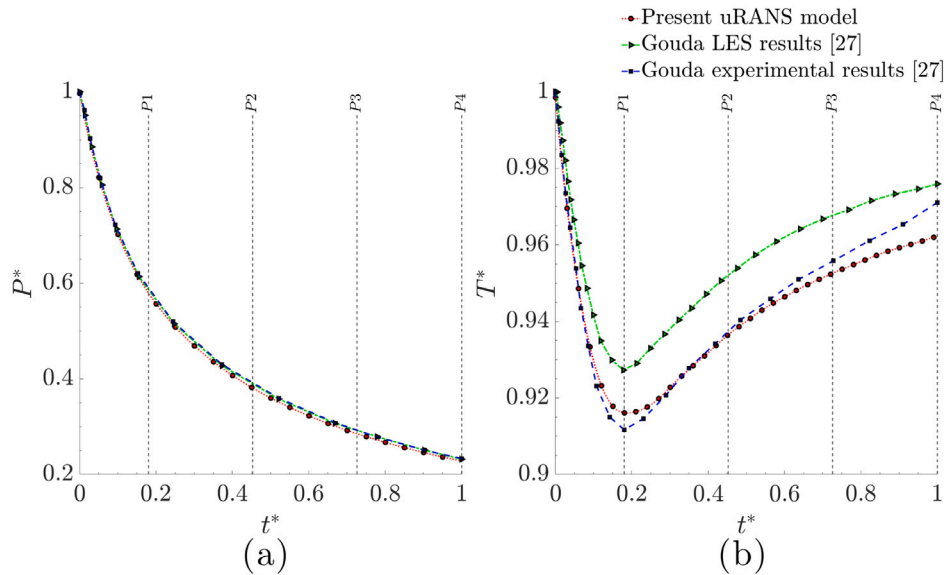 Present uRANS model
Gouda LES results [27]
Gouda experimental results [27]
1
0.8
0.6
0.4
0.2
P*
P1
P2
P3
P4
0
0.2
0.4
0.6
0.8
1
t*
(a)
1
0.98
0.96
0.94
0.92
0.9
T*
P1
P2
P3
P4
0
0.2
0.4
0.6
0.8
1
t*
(b)